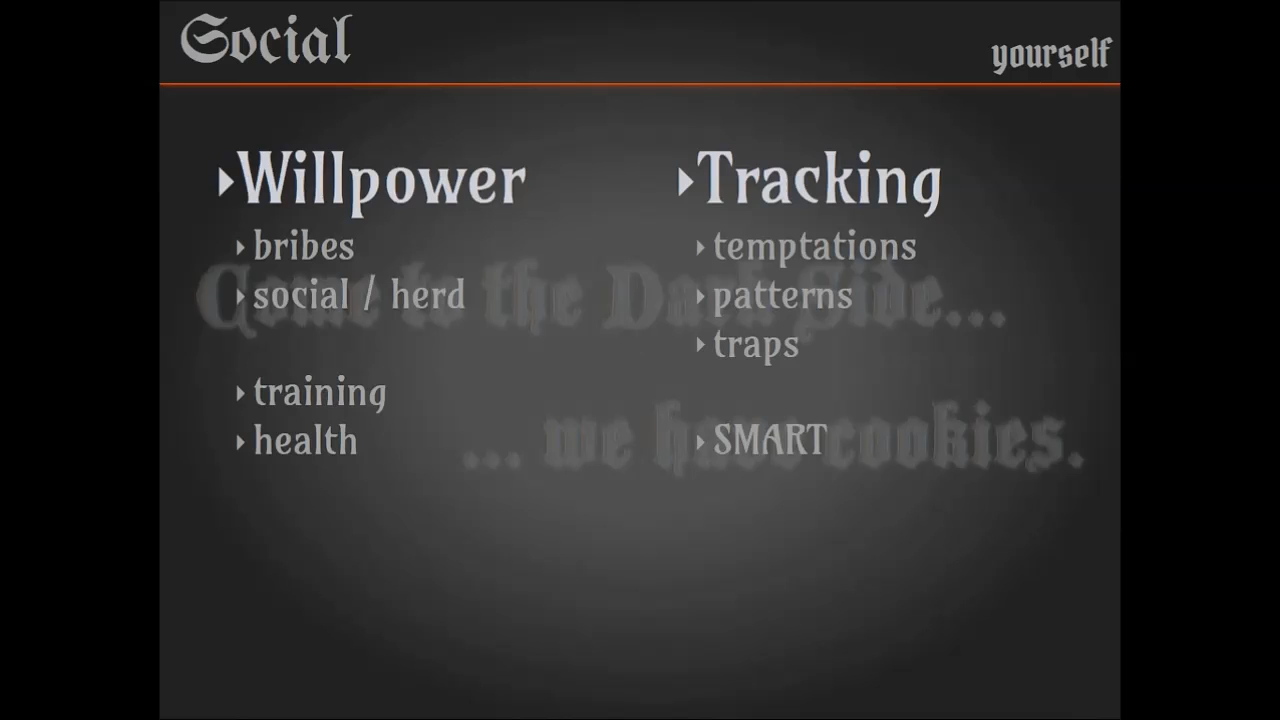 Social
yourself
Willpower
bribes
social / herd
training
health
Tracking
temptations
patterns
traps
SMART
Come to the Dark Side...
... we have cookies.